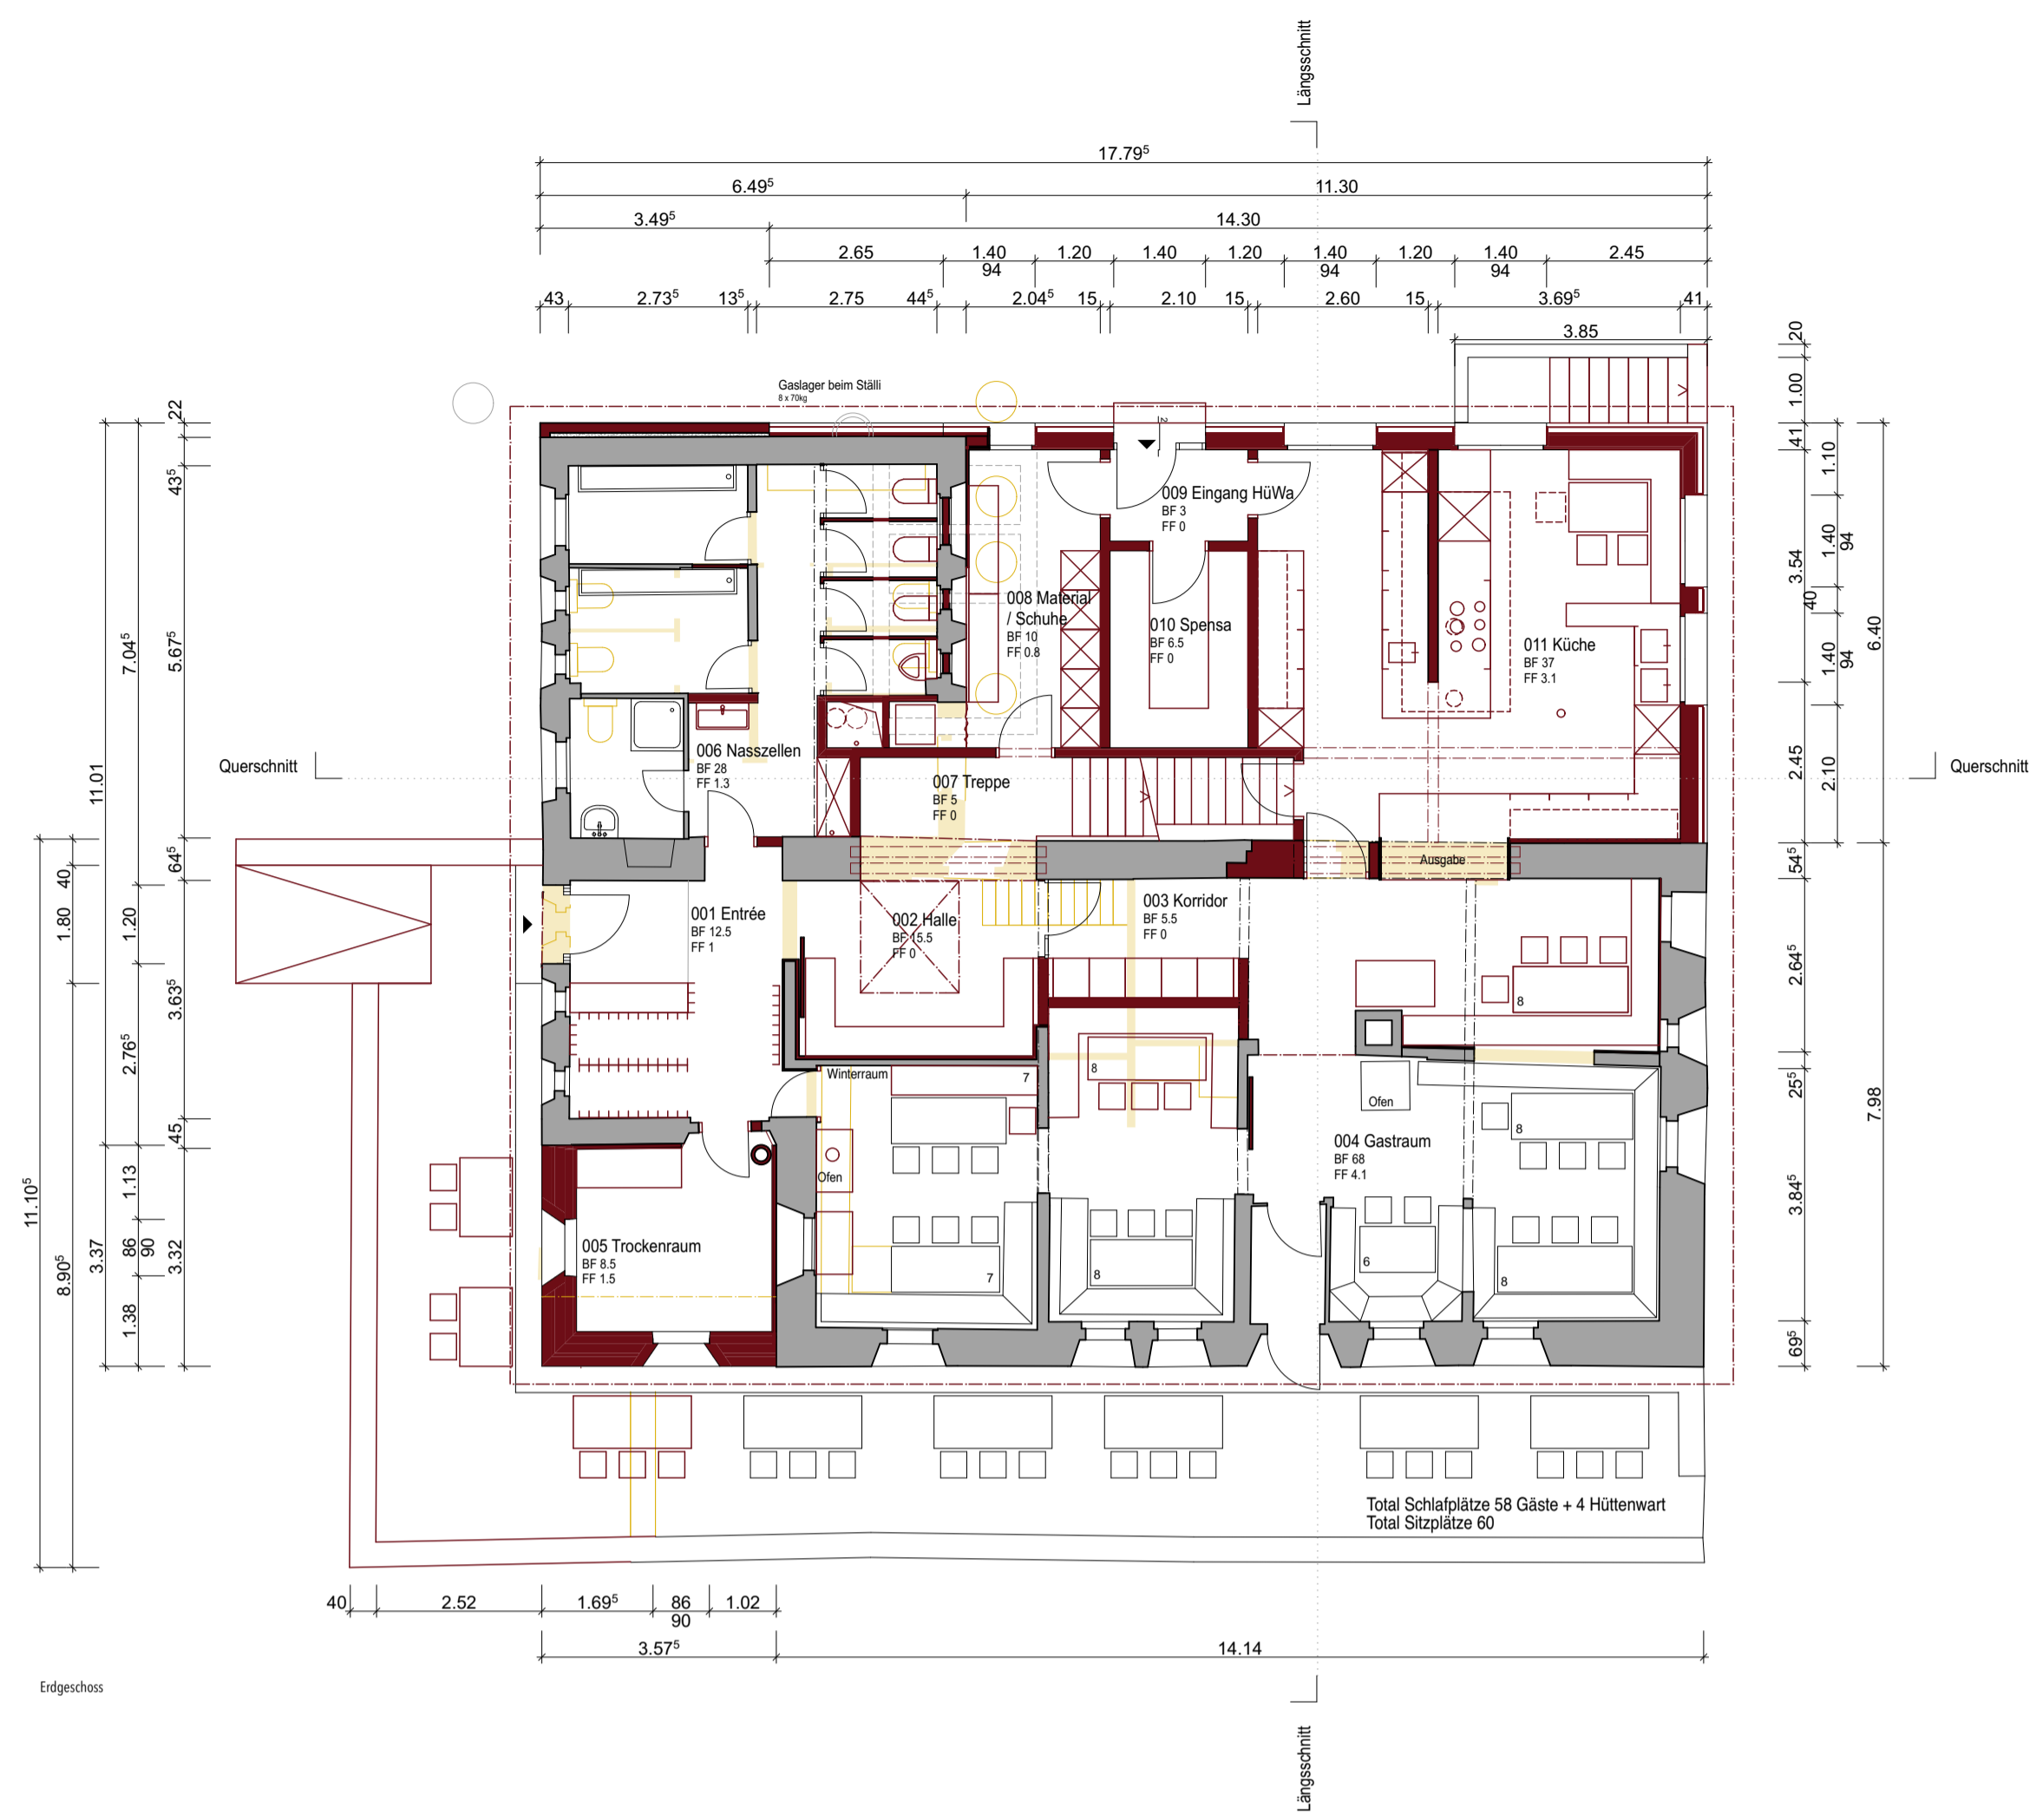 Längsschnitt
17.79⁵
6.49⁵ 11.30
3.49⁵ 14.30
2.65 1.40 1.20 1.40 1.20 1.40 1.20 1.40 2.45
94 94 94
43 2.73⁵ 13⁵ 2.75 44⁵ 2.04⁵ 15 2.10 15 2.60 15 3.69⁵ 41
3.85
Gaslager beim Ställi
8 x 70kg
22
43⁵
5.67⁵
64⁵
3.63⁵
45
3.32
7.04⁵
1.20
2.76⁵
1.13
86
90
1.38
11.01
3.37
40
1.80
8.90⁵
11.10⁵
20
1.00
41
3.54
2.45
54⁵
2.64⁵
25⁵
3.84⁵
69⁵
1.10
1.40
94
40
1.40
94
2.10
6.40
7.98
2
009 Eingang HüWa
BF 3
FF 0
008 Material
/ Schuhe
BF 10
FF 0.8
010 Spensa
BF 6.5
FF 0
011 Küche
BF 37
FF 3.1
006 Nasszellen
BF 28
FF 1.3
007 Treppe
BF 5
FF 0
Querschnitt
Querschnitt
Ausgabe
001 Entrée
BF 12.5
FF 1
002 Halle
BF 15.5
FF 0
003 Korridor
BF 5.5
FF 0
8
Winterraum
7
8
Ofen
8
Ofen
004 Gastraum
BF 68
FF 4.1
005 Trockenraum
BF 8.5
FF 1.5
7
8
6
8
Total Schlafplätze 58 Gäste + 4 Hüttenwart
Total Sitzplätze 60
40 2.52 1.69⁵ 86 1.02
90
3.57⁵ 14.14
Erdgeschoss
Längsschnitt